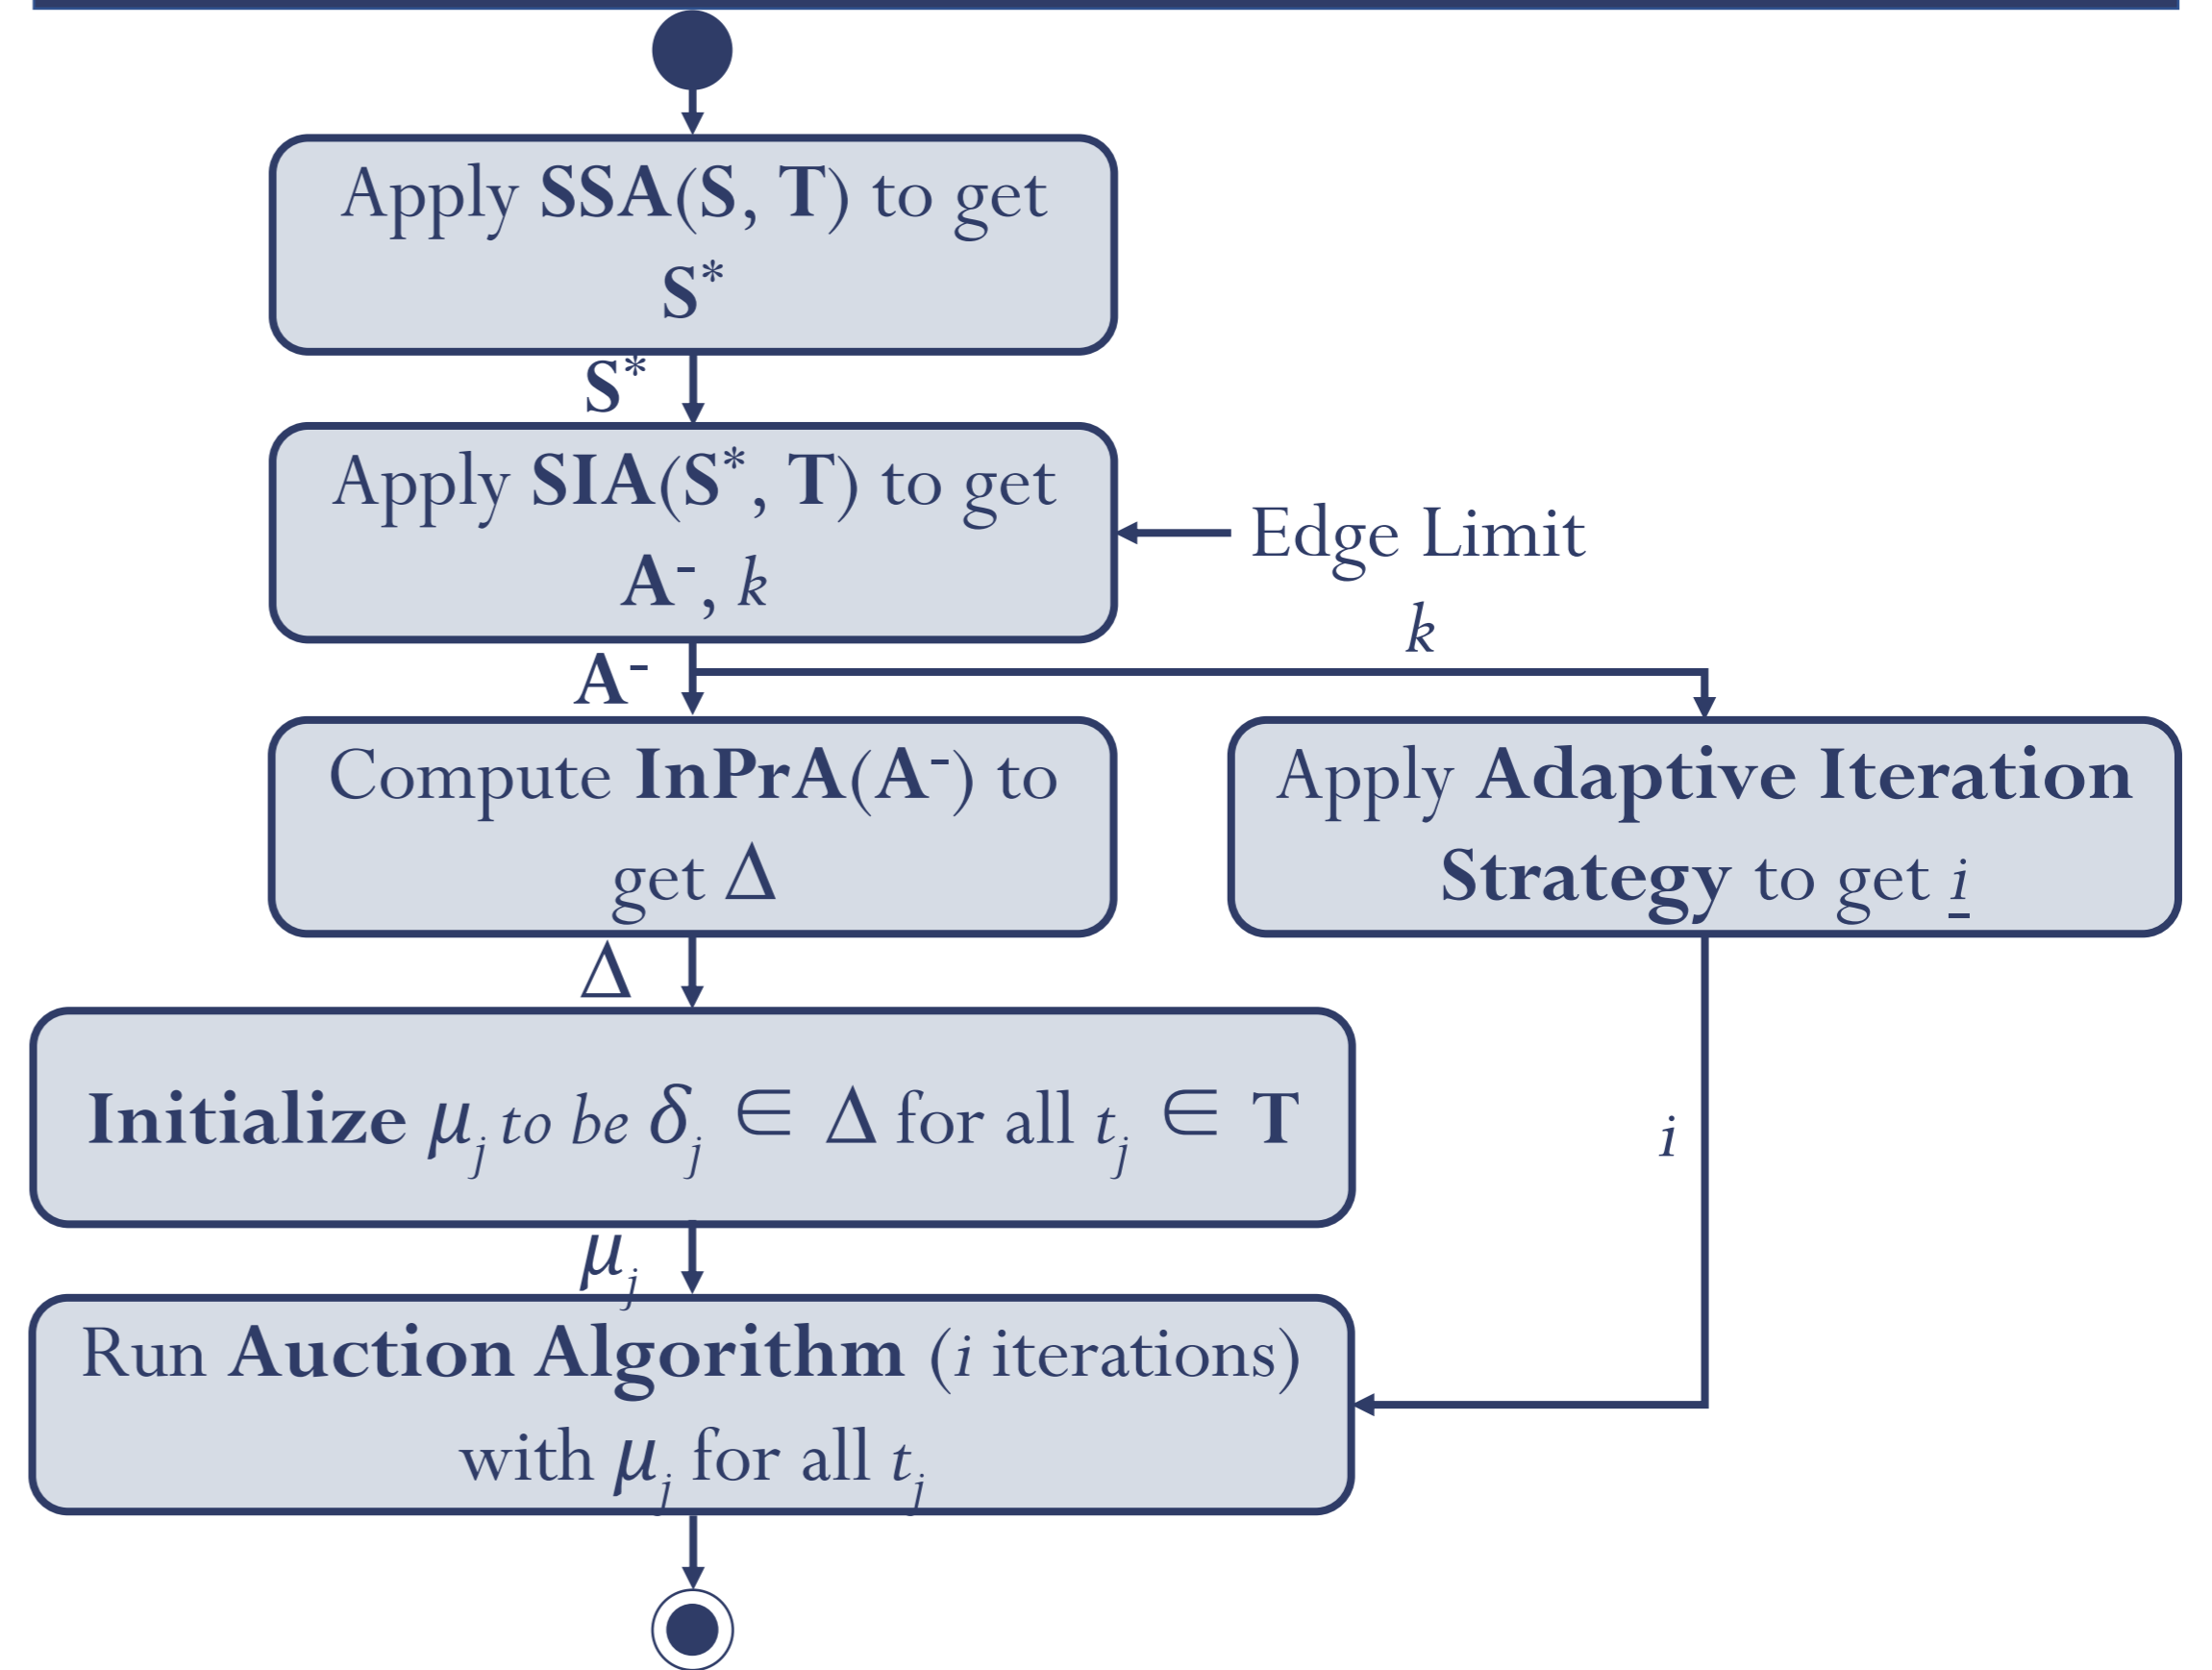 Apply SSA(S, T) to get
S*
S*
Apply SIA(S*, T) to get
A-, k
Edge Limit
k
A-
Compute InPrA(A-) to
get Δ
Apply Adaptive Iteration
Strategy to get i
Δ
Initialize μj to be δj ∈ Δ for all tj ∈ T
i
μj
Run Auction Algorithm (i iterations)
with μj for all tj